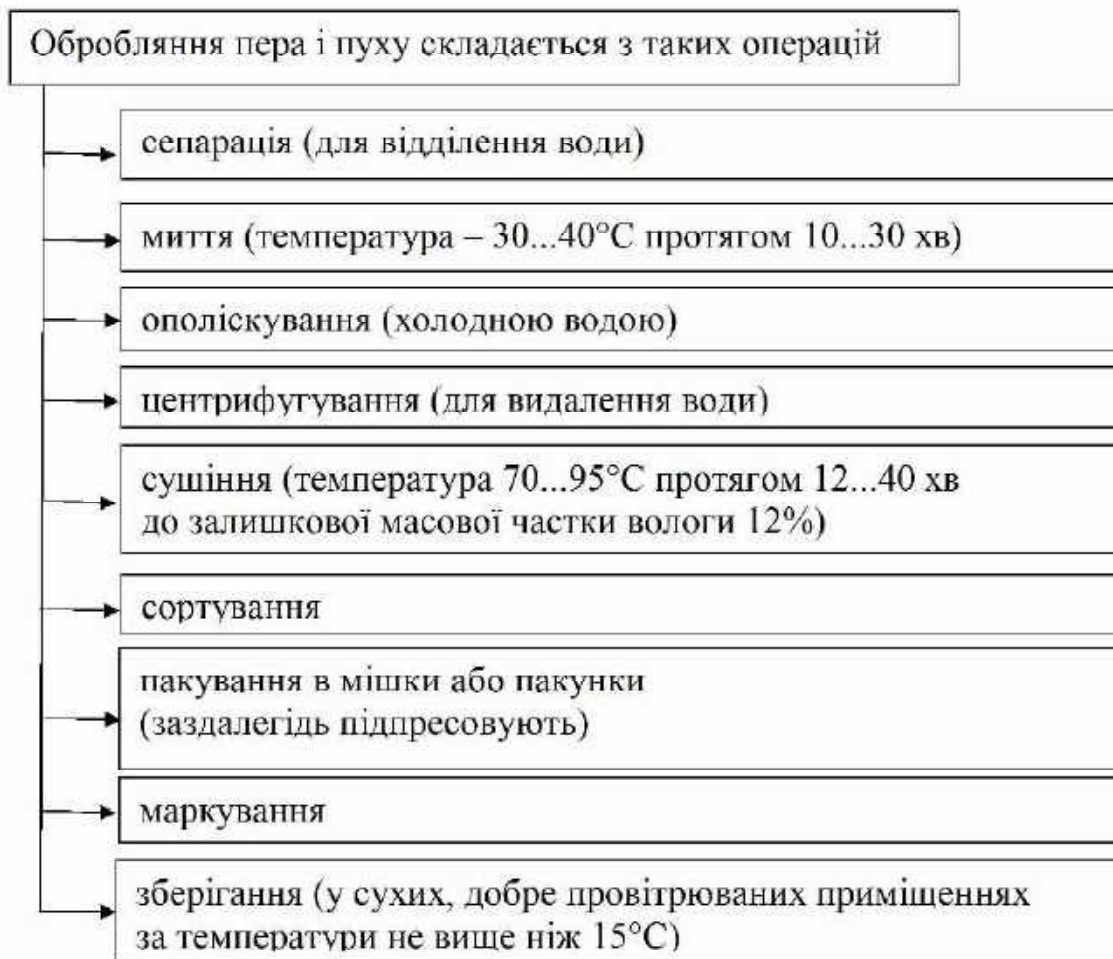 Обробляння пера і пуху складається з таких операцій
сепарація (для відділення води)
миття (температура – 30...40°С протягом 10...30 хв)
ополіскування (холодною водою)
центрифугування (для видалення води)
сушіння (температура 70...95°С протягом 12...40 хв
до залишкової масової частки вологи 12%)
сортування
пакування в мішки або пакунки
(заздалегідь підпресовують)
маркування
зберігання (у сухих, добре провітрюваних приміщеннях
за температури не вище ніж 15°С)